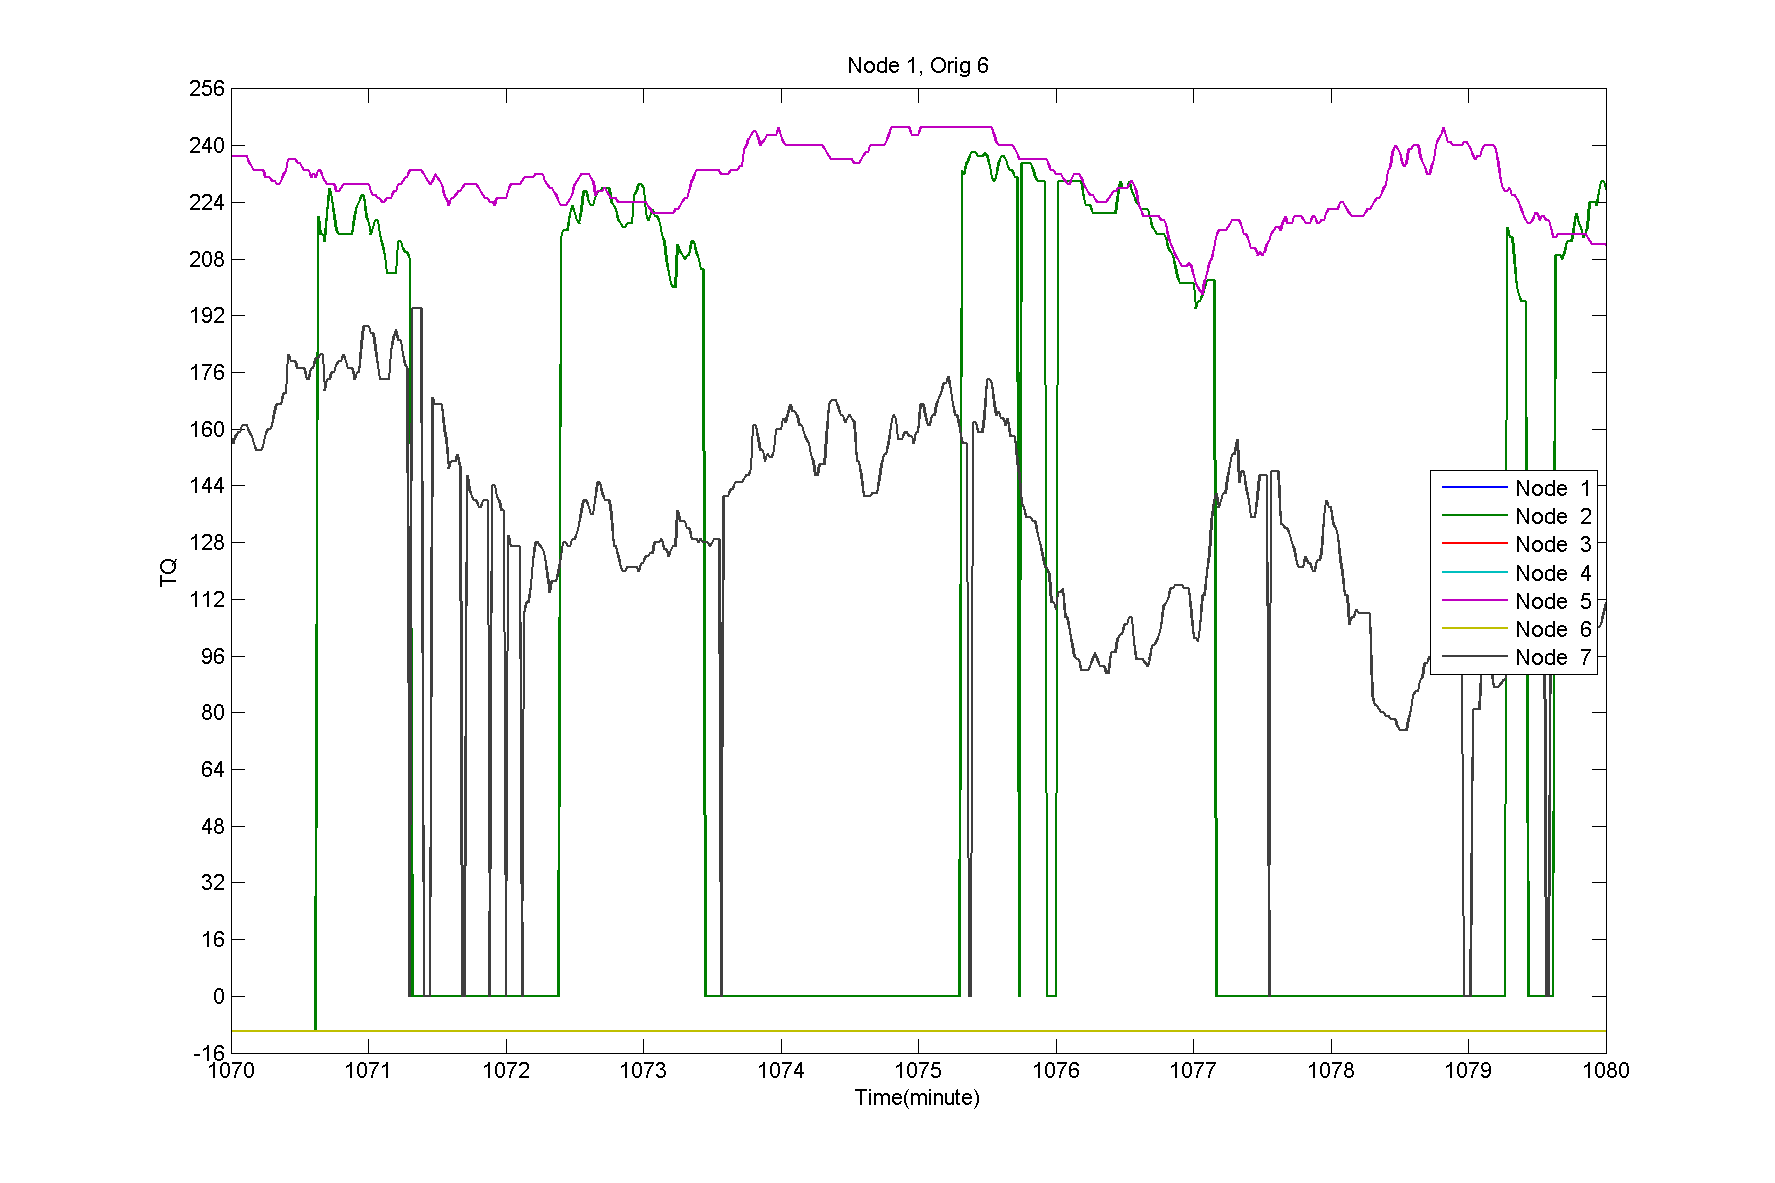 Node 1, Orig 6
256
240
224
208
192
176
160
144
128
112
96
80
64
48
32
16
0
-16
TQ
Node 1
Node 2
Node 3
Node 4
Node 5
Node 6
Node 7
1070 1071 1072 1073 1074 1075 1076 1077 1078 1079 1080
Time(minute)